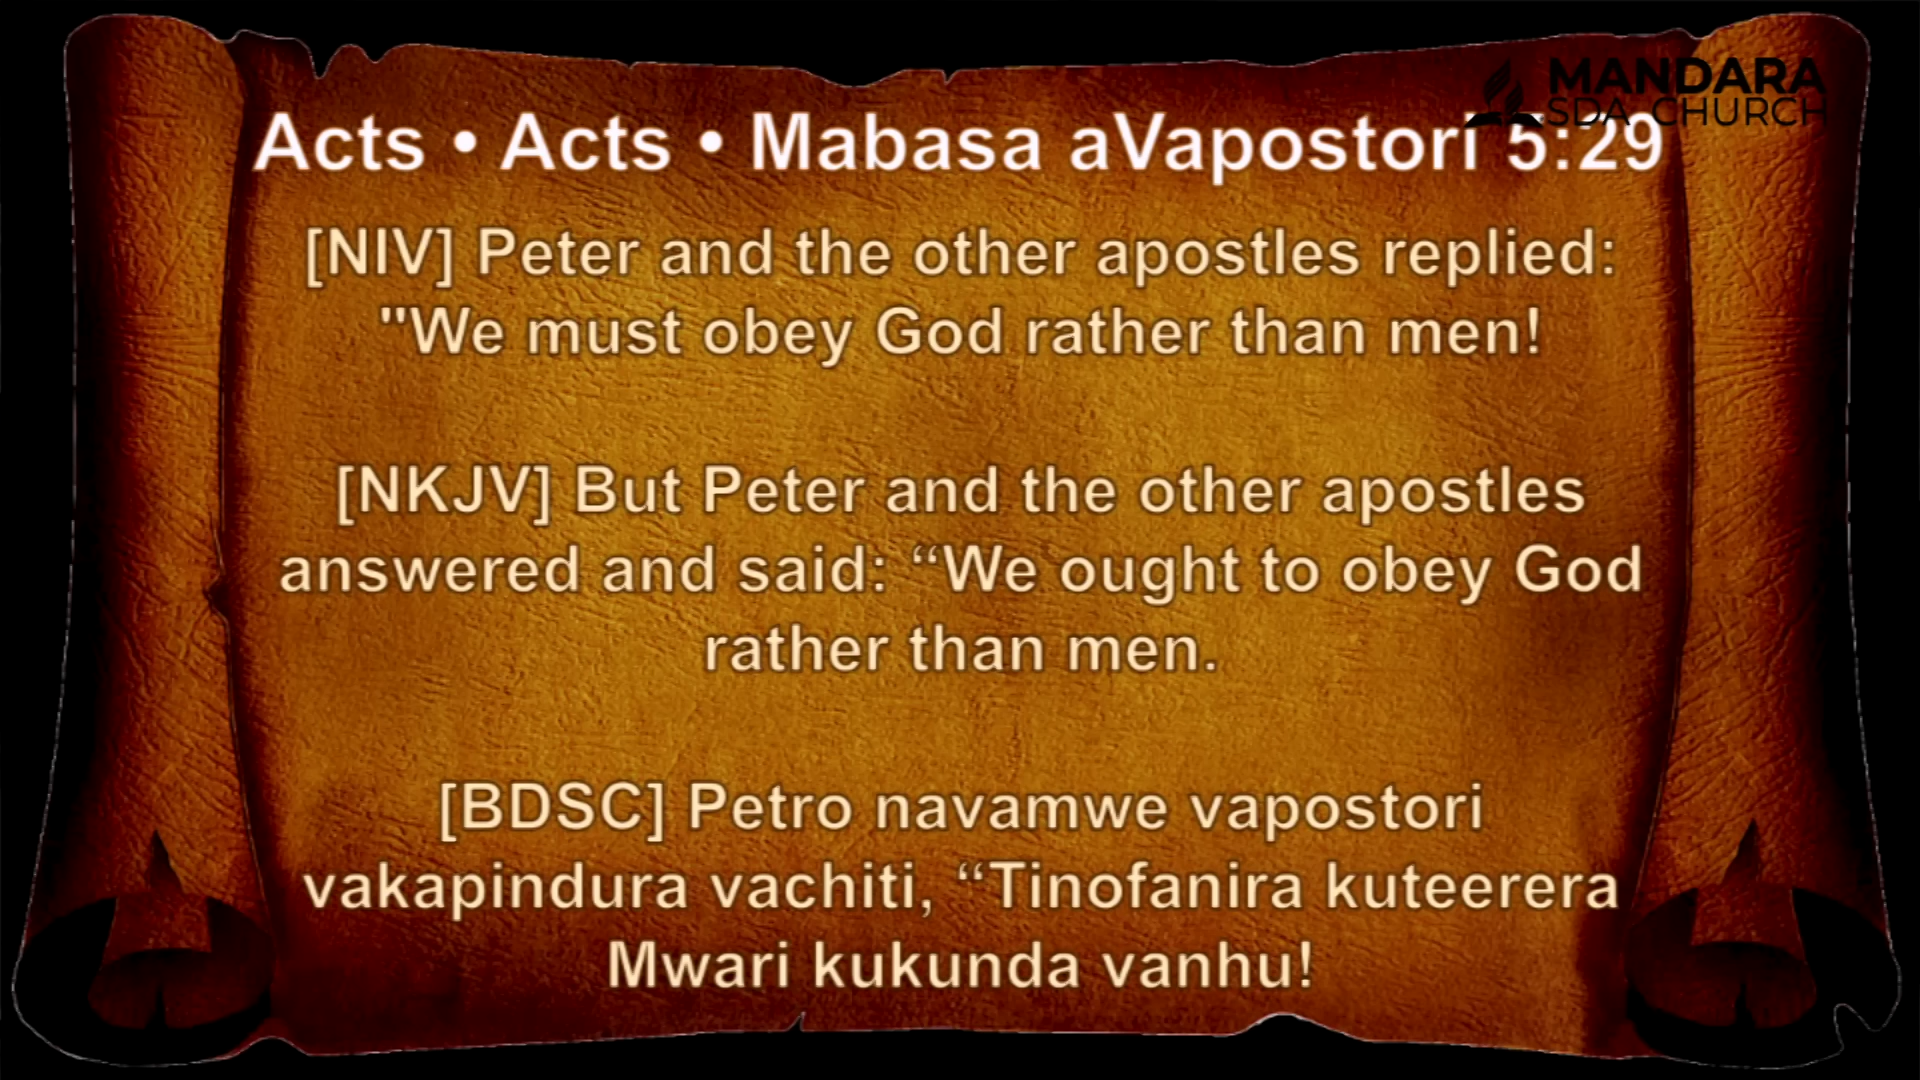 MANDARA
SDA CHURCH
Acts • Acts • Mabasa aVapostori 5:29
[NIV] Peter and the other apostles replied:
"We must obey God rather than men!
[NKJV] But Peter and the other apostles
answered and said: “We ought to obey God
rather than men.
[BDSC] Petro navamwe vapostori
vakapindura vachiti, “Tinofanira kuteerera
Mwari kukunda vanhu!